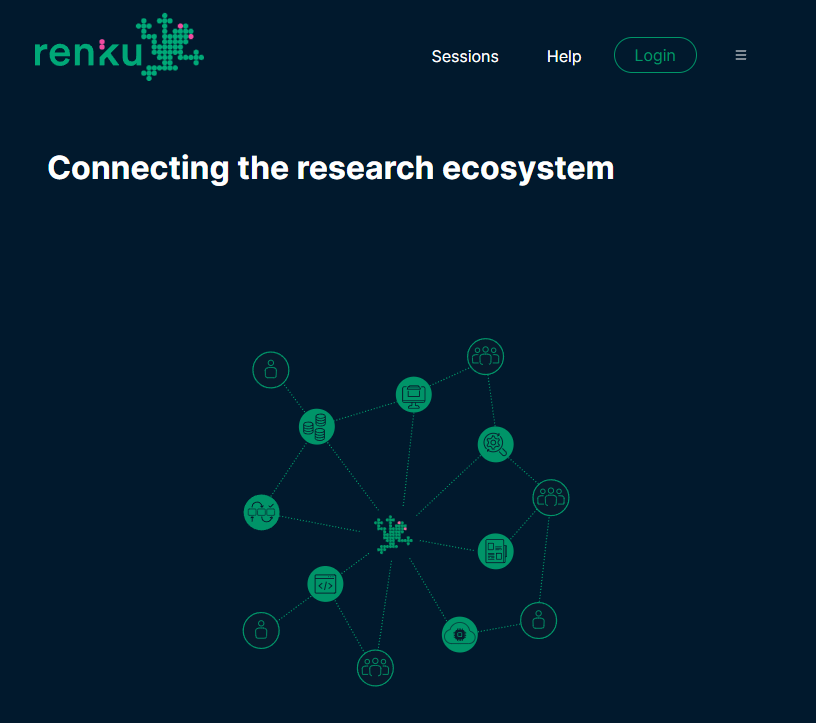 renku
Sessions
Help
Login
Connecting the research ecosystem